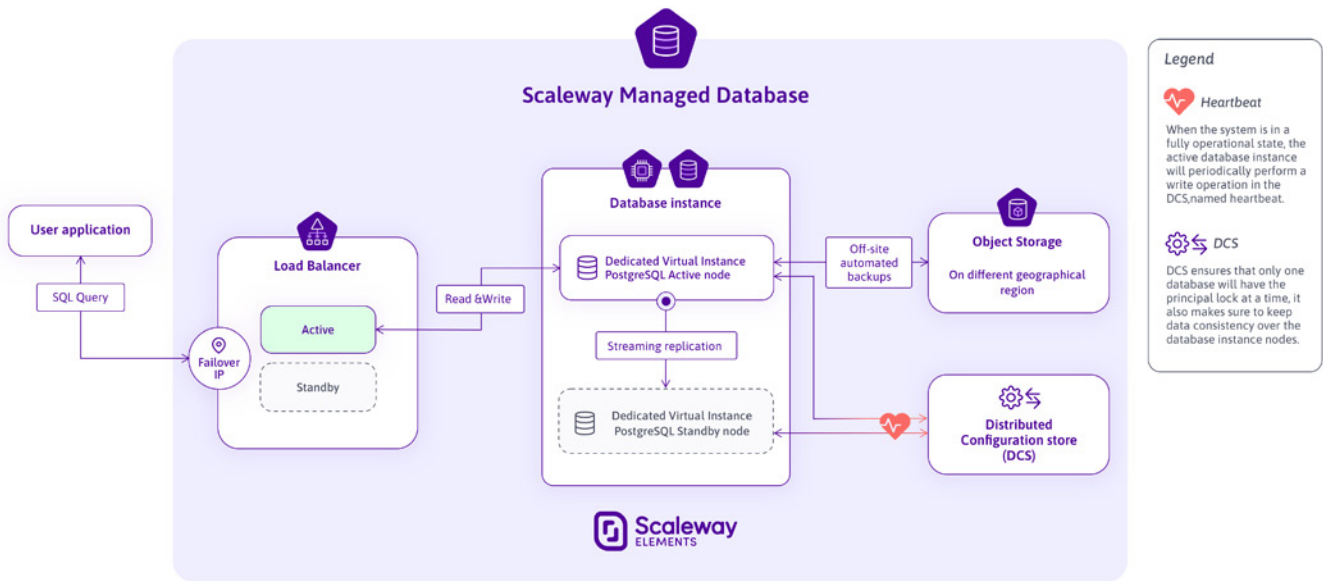 Scaleway Managed Database
User application
SQL Query
Failover
IP
Load Balancer
Active
Standby
Read &Write
Database instance
Dedicated Virtual Instance
PostgreSQL Active node
Streaming replication
Dedicated Virtual Instance
PostgreSQL Standby node
Off-site
automated
backups
Object Storage
On different geographical
region
Distributed
Configuration store
(DCS)
Scaleway
ELEMENTS
Legend
Heartbeat
When the system is in a
fully operational state, the
active database instance
will periodically perform a
write operation in the
DCS,named heartbeat.
DCS
DCS ensures that only one
database will have the
principal lock at a time, it
also makes sure to keep
data consistency over the
database instance nodes.